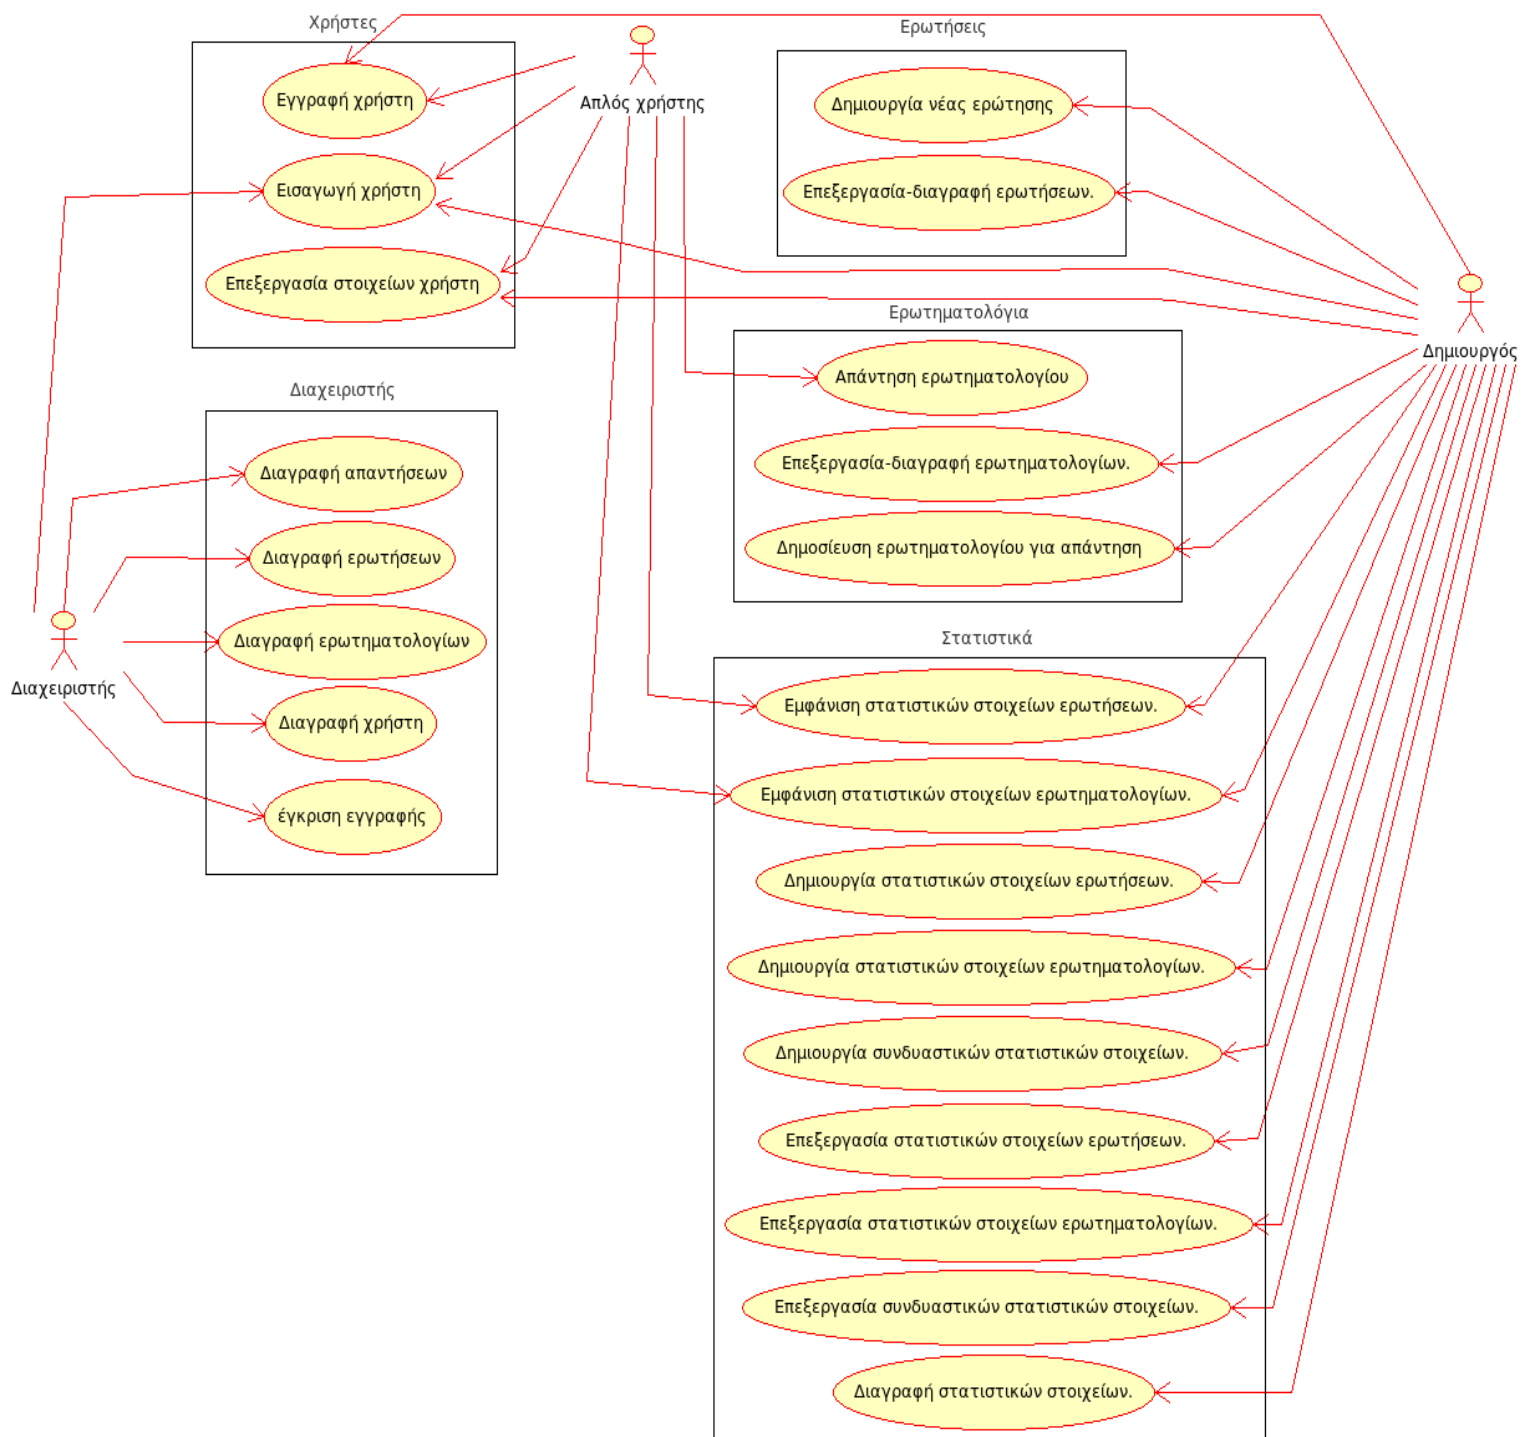 Χρήστες
Εγγραφή χρήστη
Εισαγωγή χρήστη
Επεξεργασία στοιχείων χρήστη
Απλός χρήστης
Ερωτήσεις
Δημιουργία νέας ερώτησης
Επεξεργασία-διαγραφή ερωτήσεων.
Δημιουργός
Ερωτηματολόγια
Απάντηση ερωτηματολογίου
Επεξεργασία-διαγραφή ερωτηματολογίων.
Δημοσίευση ερωτηματολογίου για απάντηση
Διαχειριστής
Διαγραφή απαντήσεων
Διαγραφή ερωτήσεων
Διαγραφή ερωτηματολογίων
Διαγραφή χρήστη
έγκριση εγγραφής
Διαχειριστής
Στατιστικά
Εμφάνιση στατιστικών στοιχείων ερωτήσεων.
Εμφάνιση στατιστικών στοιχείων ερωτηματολογίων.
Δημιουργία στατιστικών στοιχείων ερωτήσεων.
Δημιουργία στατιστικών στοιχείων ερωτηματολογίων.
Δημιουργία συνδυαστικών στατιστικών στοιχείων.
Επεξεργασία στατιστικών στοιχείων ερωτήσεων.
Επεξεργασία στατιστικών στοιχείων ερωτηματολογίων.
Επεξεργασία συνδυαστικών στατιστικών στοιχείων.
Διαγραφή στατιστικών στοιχείων.